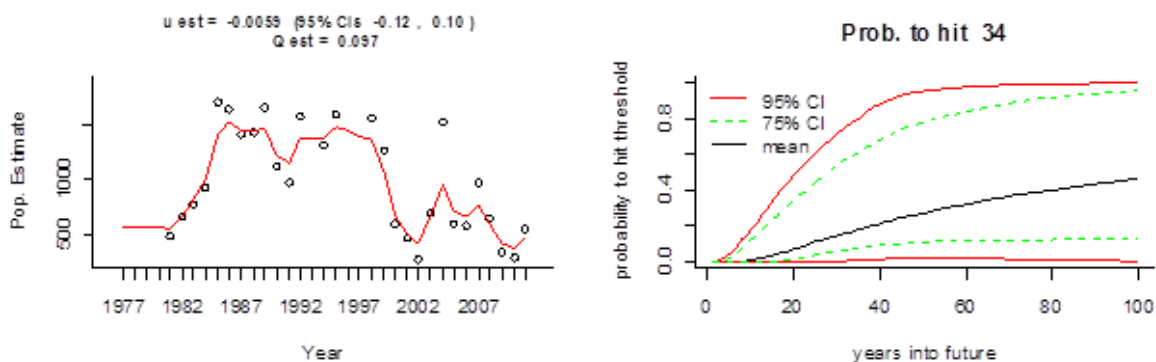 u est = -0.0059 (95% CIs -0.12 , 0.10 )
Q est = 0.097
Pop. Estimate
1000
500
1977 1982 1987 1992 1997 2002 2007
Year
Prob. to hit 34
probability to hit threshold
0.8
0.4
0.0
95% CI
75% CI
mean
0 20 40 60 80 100
years into future